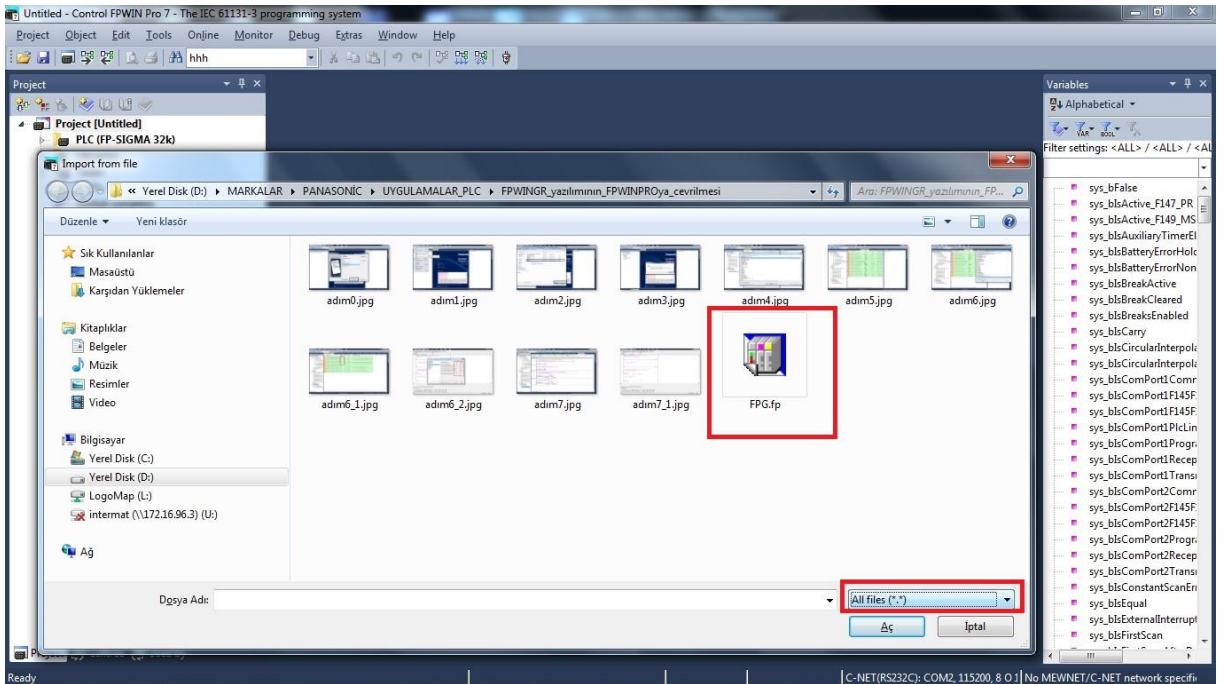 Untitled - Control FPWIN Pro 7 - The IEC 61131-3 programming system
Project Object Edit Tools Online Monitor Debug Extras Window Help
hhh
Project
Project [Untitled]
PLC (FP-SIGMA 32k)
Import from file
« Yerel Disk (D:) ▸ MARKALAR ▸ PANASONİC ▸ UYGULAMALAR_PLC ▸ FPWINGR_yazılımının_FPWINPROya_cevrilmesi
Ara: FPWINGR_yazılımının_FP...
Düzenle Yeni klasör
Sık Kullanılanlar
Masaüstü
Karşıdan Yüklemeler
Kitaplıklar
Belgeler
Müzik
Resimler
Video
Bilgisayar
Yerel Disk (C:)
Yerel Disk (D:)
LogoMap (L:)
intermat (\\172.16.96.3) (U:)
Ağ
adım0.jpg adım1.jpg adım2.jpg adım3.jpg adım4.jpg adım5.jpg adım6.jpg
adım6_1.jpg adım6_2.jpg adım7.jpg adım7_1.jpg FPG.fp
Dosya Adı:
All files (*.*)
Aç İptal
Variables
Alphabetical
VAR BOOL
Filter settings: <ALL> / <ALL> / <AL
sys_bFalse
sys_bIsActive_F147_PR
sys_bIsActive_F149_MS
sys_bIsAuxiliaryTimerEl
sys_bIsBatteryErrorHold
sys_bIsBatteryErrorNon
sys_bIsBreakActive
sys_bIsBreakCleared
sys_bIsBreaksEnabled
sys_bIsCarry
sys_bIsCircularInterpola
sys_bIsCircularInterpola
sys_bIsComPort1Comr
sys_bIsComPort1F145F
sys_bIsComPort1F145F
sys_bIsComPort1PlcLin
sys_bIsComPort1Progr
sys_bIsComPort1Recep
sys_bIsComPort1Trans
sys_bIsComPort2Comr
sys_bIsComPort2F145F
sys_bIsComPort2F145F
sys_bIsComPort2Progr
sys_bIsComPort2Recep
sys_bIsComPort2Trans
sys_bIsConstantScanEr
sys_bIsEqual
sys_bIsExternalInterrupt
sys_bIsFirstScan
Ready
C-NET(RS232C): COM2, 115200, 8 O 1 No MEWNET/C-NET network specifi